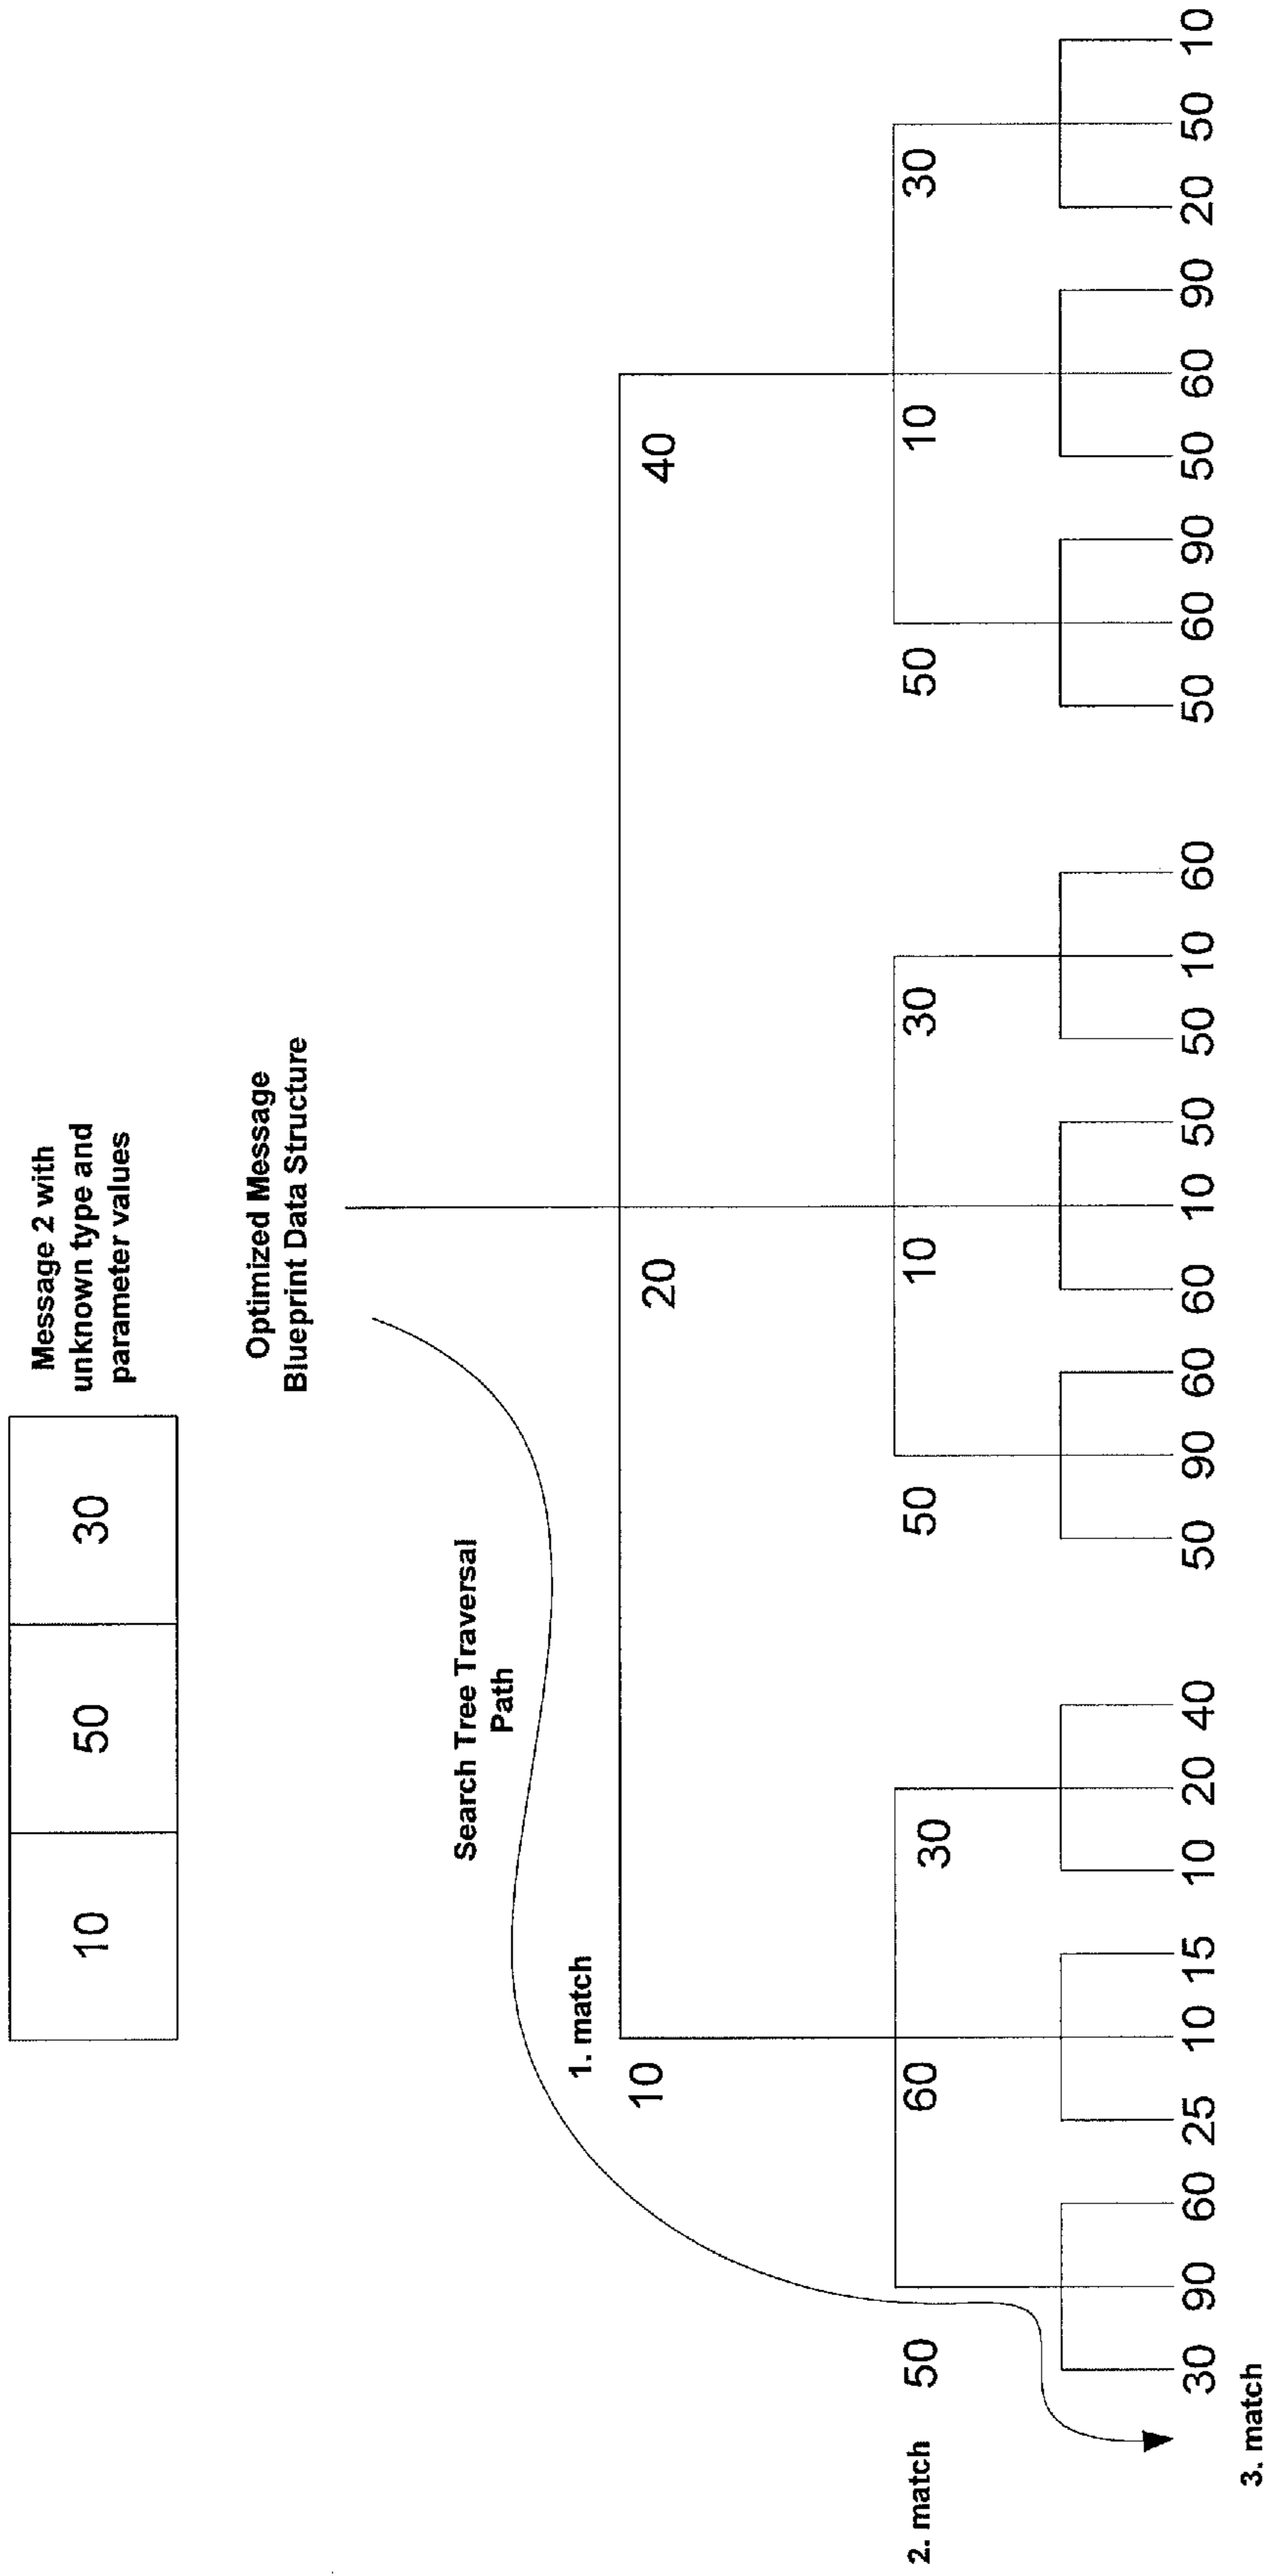 10 50 30
Message 2 with
unknown type and
parameter values
Optimized Message
Blueprint Data Structure
Search Tree Traversal
Path
1. match
10 20 40
2. match
50 60 30 50 10 30 50 10 30
30 90 60 25 10 15 10 20 40 50 90 60 60 10 50 50 10 60 50 60 90 50 60 90 20 50 10
3. match